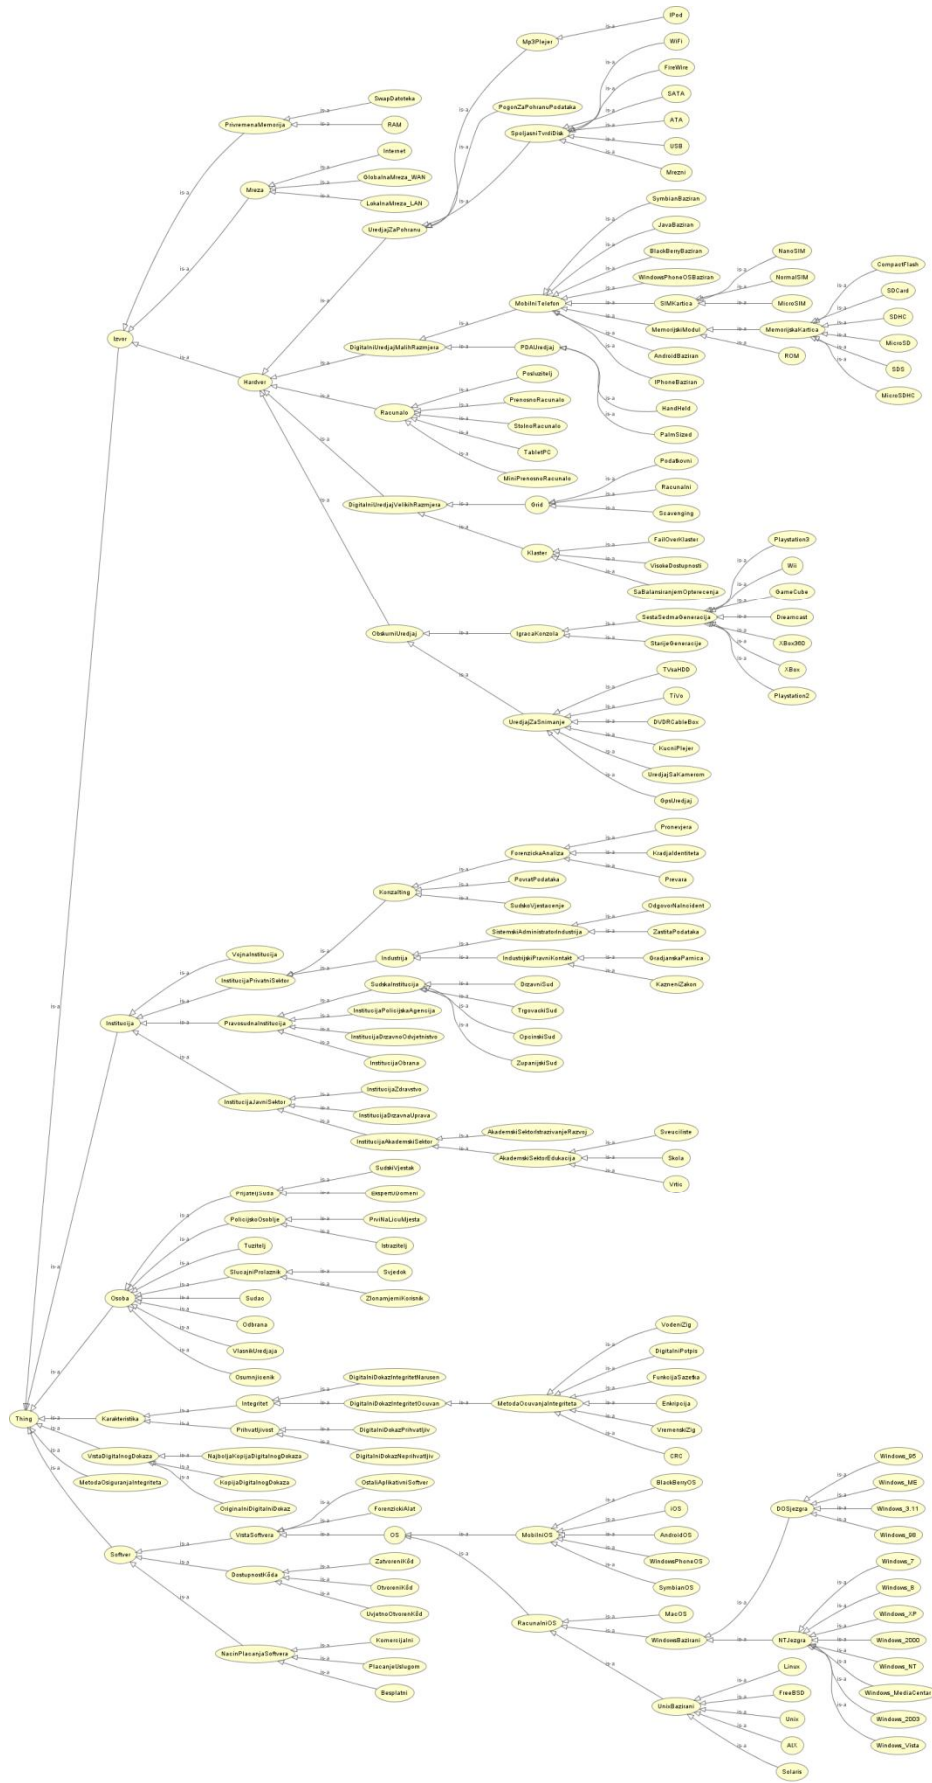 Thing
Izvor
PrivremenaMemorija
SwapDatoteka
RAM
Mreza
Internet
GlobalnaMreza_WAN
LokalnaMreza_LAN
Hardver
UredjajZaPohranu
Mp3Plejer
IPod
PogonZaPohranuPodataka
SpoljasniTvrdiDisk
WiFi
FireWire
SATA
ATA
USB
Mrezni
DigitalniUredjajMalihRazmjera
MobilniTelefon
SymbianBaziran
JavaBaziran
BlackBerryBaziran
WindowsPhoneOSBaziran
SIMKartica
NanoSIM
NormalSIM
MicroSIM
MemorijskiModul
MemorijskaKartica
CompactFlash
SDCard
SDHC
MicroSD
SDS
MicroSDHC
ROM
AndroidBaziran
IPhoneBaziran
PDAUredjaj
HandHeld
PalmSized
Racunalo
Posluzitelj
PrenosnoRacunalo
StolnoRacunalo
TabletPC
MiniPrenosnoRacunalo
DigitalniUredjajVelikihRazmjera
Grid
Podatkovni
Racunalni
Scavenging
Klaster
FailOverKlaster
VisokeDostupnosti
SaBalansiranjemOpterecenja
ObskurniUredjaj
IgracaKonzola
SestaSedmaGeneracija
Playstation3
Wii
GameCube
Dreamcast
XBox360
XBox
Playstation2
StarijeGeneracije
UredjajZaSnimanje
TVsaHDD
TiVo
DVDRCableBox
KucniPlejer
UredjajSaKamerom
GpsUredjaj
Institucija
VojnaInstitucija
InstitucijaPrivatniSektor
Konzalting
ForenzickaAnaliza
Pronevjera
KradjaIdentiteta
Prevara
PovratPodataka
SudskoVjestacenje
Industrija
SistemskiAdministratorIndustrija
OdgovorNaIncident
ZastitaPodataka
IndustrijskiPravniKontakt
GradjanskaParnica
KazneniZakon
PravosudnaInstitucija
SudskaInstitucija
DrzavniSud
TrgovackiSud
OpcinskiSud
ZupanijskiSud
InstitucijaPolicijskaAgencija
InstitucijaDrzavnoOdvjetnistvo
InstitucijaObrana
InstitucijaJavniSektor
InstitucijaZdravstvo
InstitucijaDrzavnaUprava
InstitucijaAkademskiSektor
AkademskiSektorIstrazivanjeRazvoj
AkademskiSektorEdukacija
Sveuciliste
Skola
Vrtic
Osoba
PrijateljSuda
SudskiVjestak
EkspertUDomeni
PolicijskoOsoblje
PrviNaLicuMjesta
Istrazitelj
Tuzitelj
SlucajniProlaznik
Svjedok
ZlonamjerniKorisnik
Sudac
Odbrana
VlasnikUredjaja
Osumnjicenik
Karakteristika
Integritet
DigitalniDokazIntegritetNarusen
DigitalniDokazIntegritetOcuvan
MetodaOcuvanjaIntegriteta
VodeniZig
DigitalniPotpis
FunkcijaSazetka
Enkripcija
VremenskiZig
CRC
Prihvatljivost
DigitalniDokazPrihvatljiv
DigitalniDokazNeprihvatljiv
VrstaDigitalnogDokaza
NajboljaKopijaDigitalnogDokaza
KopijaDigitalnogDokaza
OriginalniDigitalniDokaz
MetodaOsiguranjaIntegriteta
Softver
VrstaSoftvera
OstaliAplikativniSoftver
ForenzickiAlat
OS
MobilniOS
BlackBerryOS
iOS
AndroidOS
WindowsPhoneOS
SymbianOS
RacunalniOS
MacOS
WindowsBazirani
DOSjezgra
Windows_95
Windows_ME
Windows_3.11
Windows_98
NTJezgra
Windows_7
Windows_8
Windows_XP
Windows_2000
Windows_NT
Windows_MediaCentar
Windows_2003
Windows_Vista
UnixBazirani
Linux
FreeBSD
Unix
AIX
Solaris
DostupnostKôda
ZatvoreniKôd
OtvoreniKôd
UvjetnoOtvorenKôd
NacinPlacanjaSoftvera
Komercijalni
PlacanjeUslugom
Besplatni